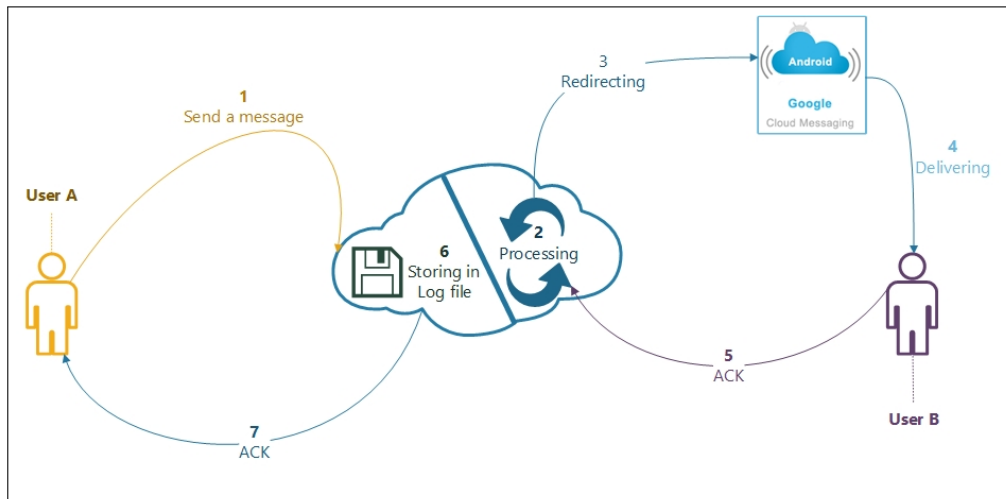 1
Send a message
User A
3
Redirecting
Android
Google
Cloud Messaging
4
Delivering
2
Processing
6
Storing in
Log file
5
ACK
User B
7
ACK